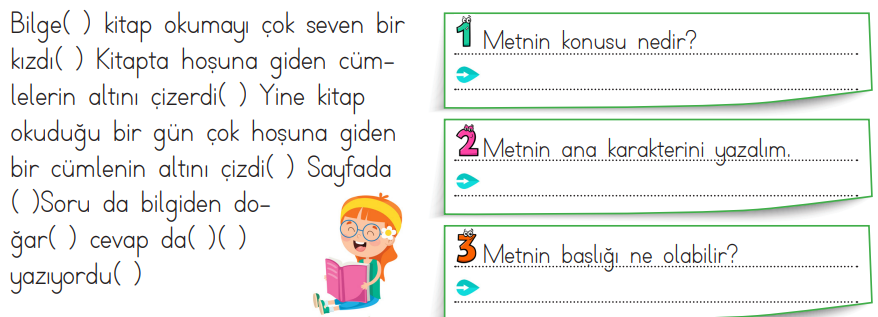 Bilge( ) kitap okumayı çok seven bir
kızdı( ) Kitapta hoşuna giden cüm-
lelerin altını çizerdi( ) Yine kitap
okuduğu bir gün çok hoşuna giden
bir cümlenin altını çizdi( ) Sayfada
( )Soru da bilgiden do-
ğar( ) cevap da( )( )
yazıyordu( )
1 Metnin konusu nedir?
2 Metnin ana karakterini yazalım.
3 Metnin başlığı ne olabilir?